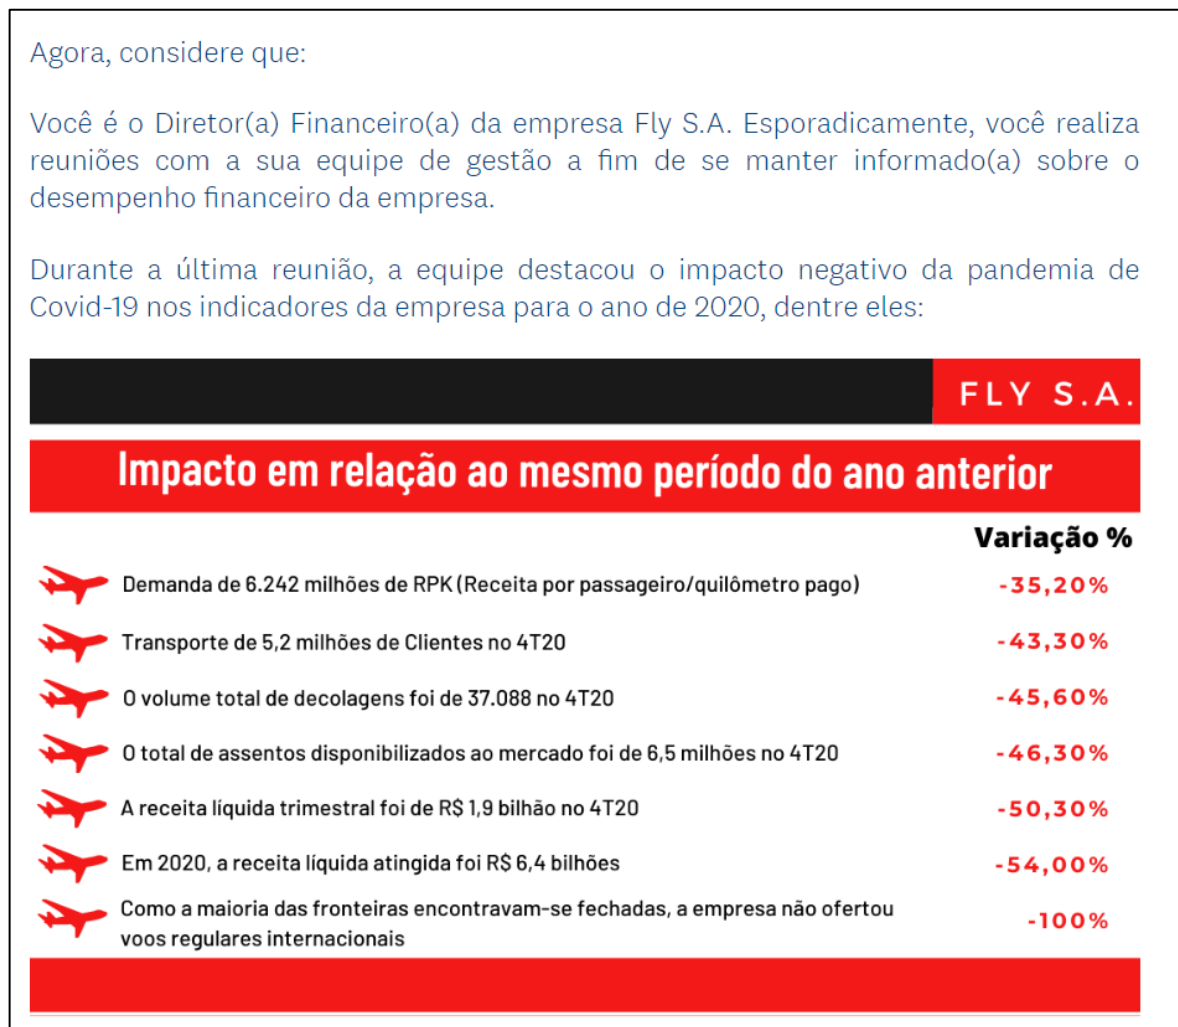 Agora, considere que:
Você é o Diretor(a) Financeiro(a) da empresa Fly S.A. Esporadicamente, você realiza
reuniões com a sua equipe de gestão a fim de se manter informado(a) sobre o
desempenho financeiro da empresa.
Durante a última reunião, a equipe destacou o impacto negativo da pandemia de
Covid-19 nos indicadores da empresa para o ano de 2020, dentre eles:
FLY S.A.
Impacto em relação ao mesmo período do ano anterior
Variação %
Demanda de 6.242 milhões de RPK (Receita por passageiro/quilômetro pago) -35,20%
Transporte de 5,2 milhões de Clientes no 4T20 -43,30%
O volume total de decolagens foi de 37.088 no 4T20 -45,60%
O total de assentos disponibilizados ao mercado foi de 6,5 milhões no 4T20 -46,30%
A receita líquida trimestral foi de R$ 1,9 bilhão no 4T20 -50,30%
Em 2020, a receita líquida atingida foi R$ 6,4 bilhões -54,00%
Como a maioria das fronteiras encontravam-se fechadas, a empresa não ofertou
voos regulares internacionais -100%